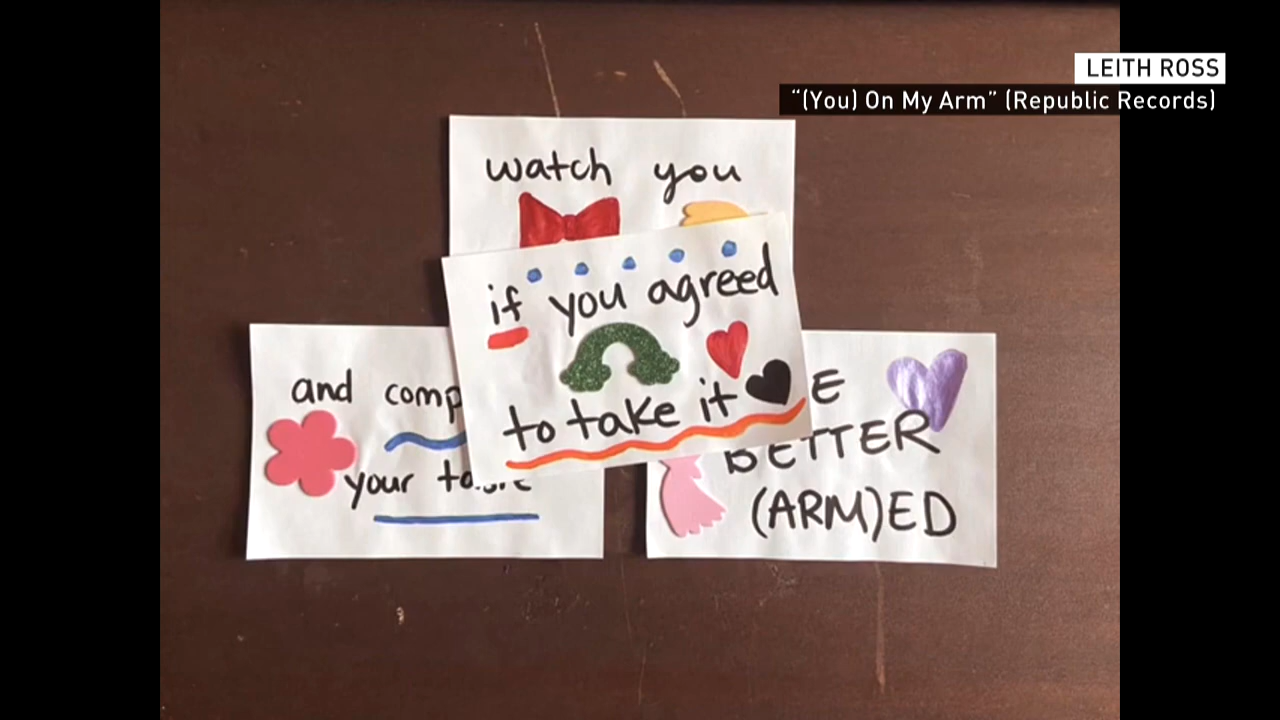 LEITH ROSS
“(You) On My Arm” (Republic Records)
watch you
if you agreed
to take it
and
your
BETTER
(ARM)ED